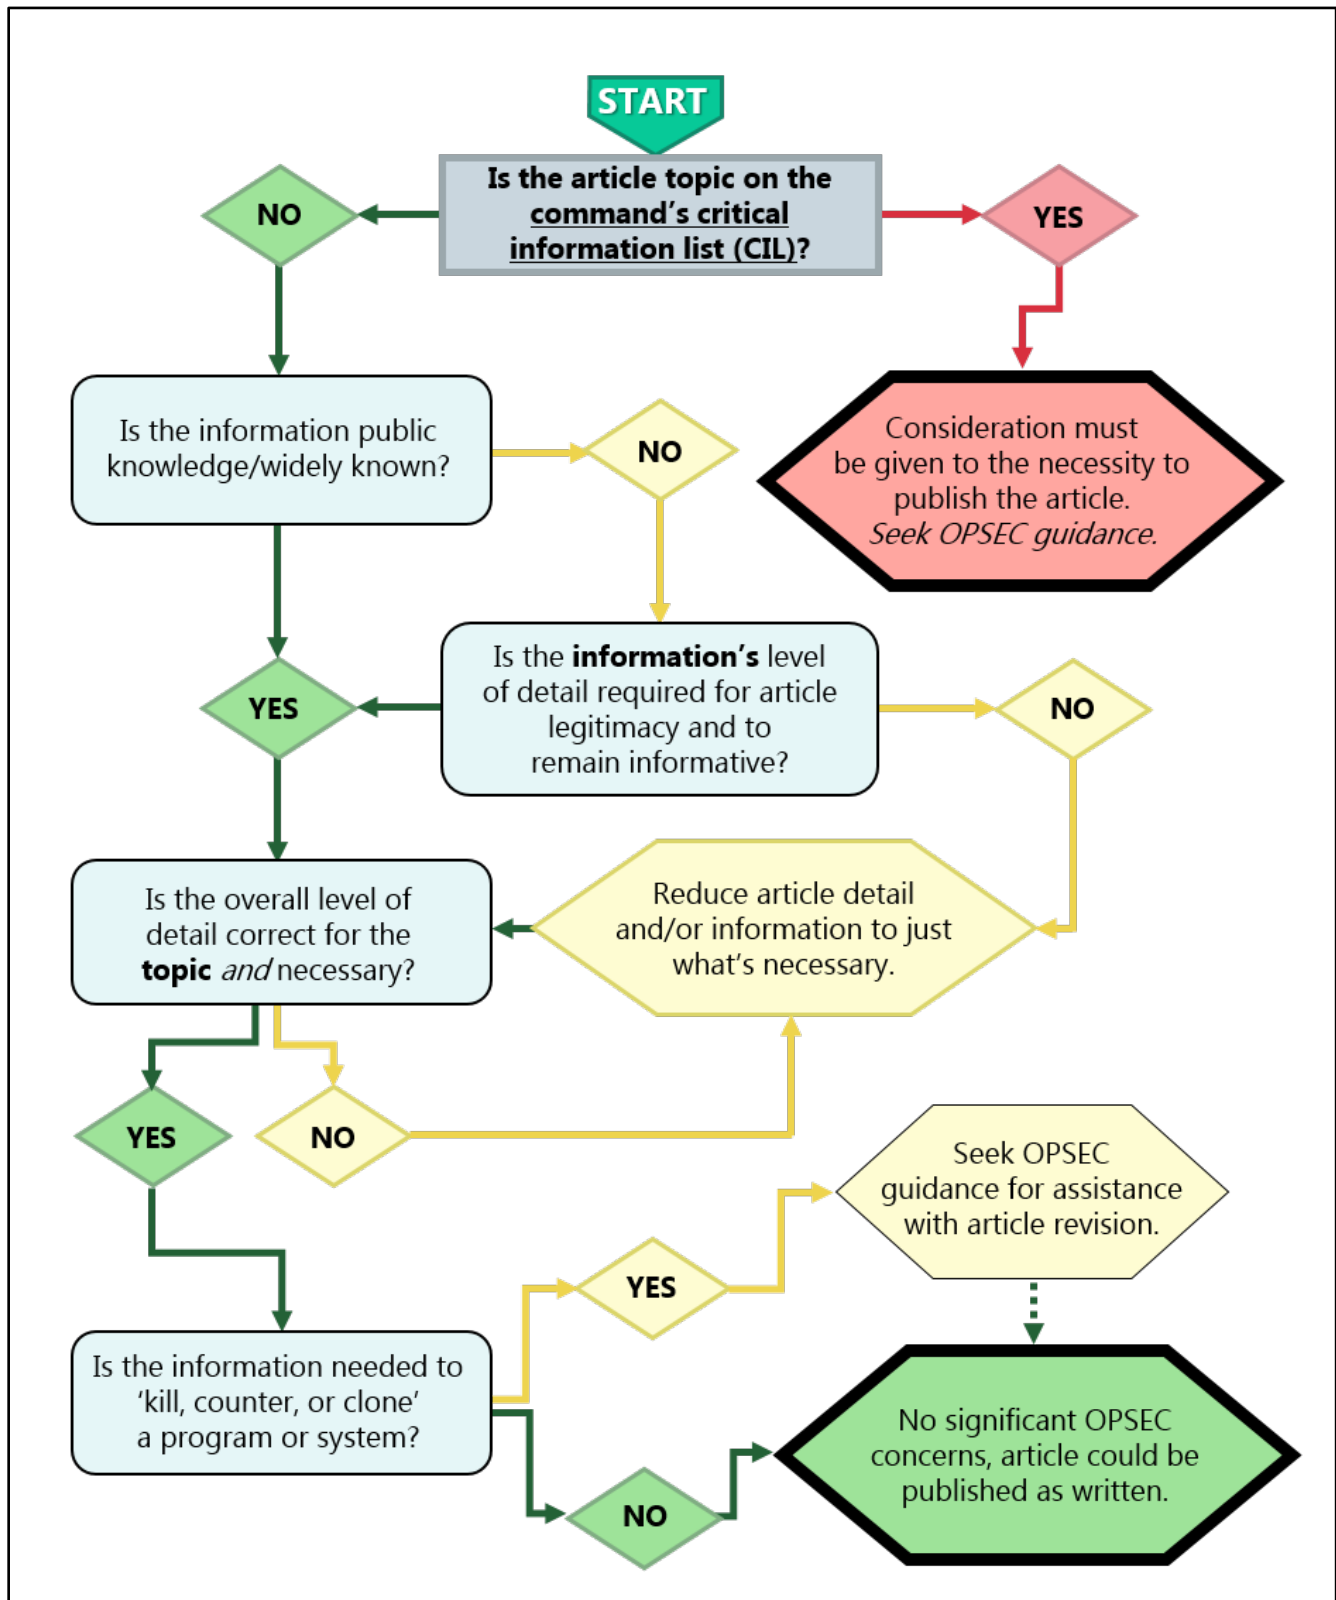 START
Is the article topic on the
command's critical
information list (CIL)?
NO
YES
Is the information public
knowledge/widely known?
NO
Consideration must
be given to the necessity to
publish the article.
Seek OPSEC guidance.
Is the information's level
of detail required for article
legitimacy and to
remain informative?
YES
NO
Is the overall level of
detail correct for the
topic and necessary?
Reduce article detail
and/or information to just
what's necessary.
YES
NO
Seek OPSEC
guidance for assistance
with article revision.
YES
Is the information needed to
‘kill, counter, or clone’
a program or system?
No significant OPSEC
concerns, article could be
published as written.
NO